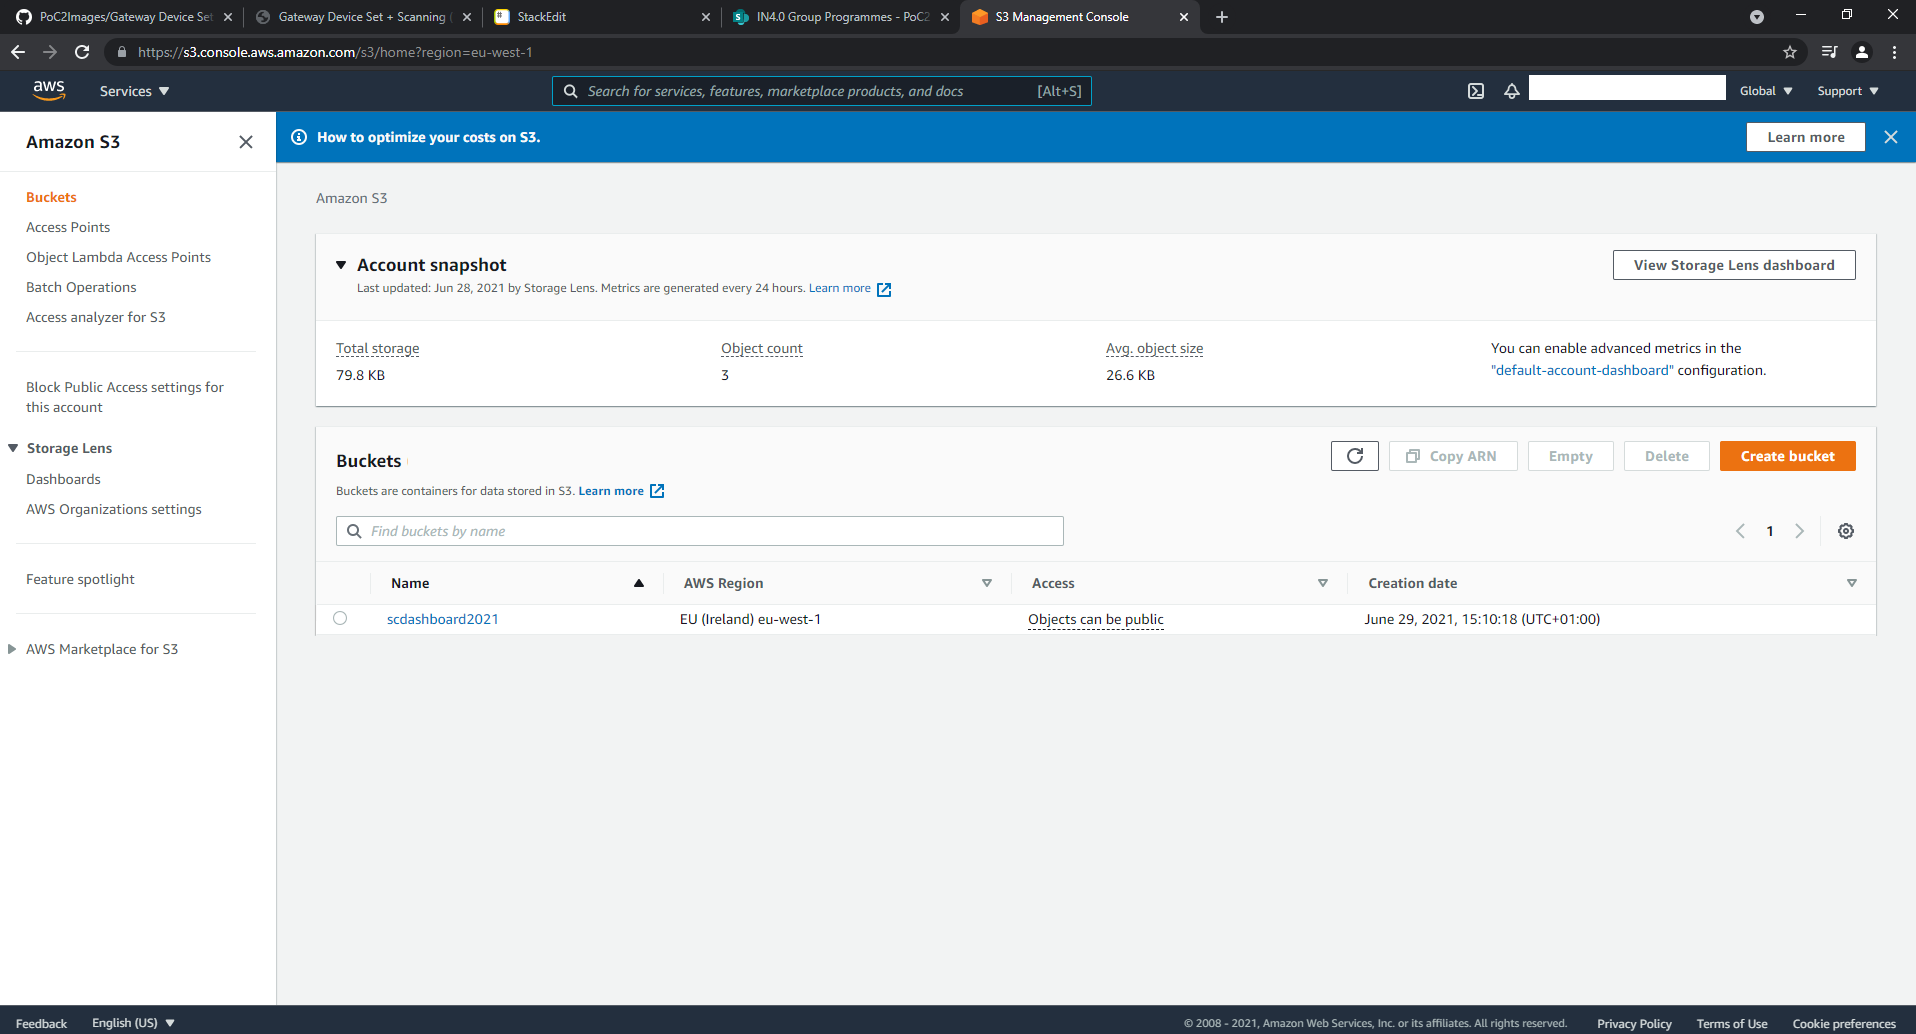 PoC2Images/Gateway Device Set
Gateway Device Set + Scanning (
StackEdit
IN4.0 Group Programmes - PoC2
S3 Management Console
https://s3.console.aws.amazon.com/s3/home?region=eu-west-1
aws
Services
Search for services, features, marketplace products, and docs
[Alt+S]
Global
Support
Amazon S3
How to optimize your costs on S3.
Learn more
Buckets
Access Points
Object Lambda Access Points
Batch Operations
Access analyzer for S3
Block Public Access settings for
this account
Storage Lens
Dashboards
AWS Organizations settings
Feature spotlight
AWS Marketplace for S3
Amazon S3
Account snapshot
Last updated: Jun 28, 2021 by Storage Lens. Metrics are generated every 24 hours. Learn more
View Storage Lens dashboard
Total storage
79.8 KB
Object count
3
Avg. object size
26.6 KB
You can enable advanced metrics in the
"default-account-dashboard" configuration.
Buckets
Copy ARN
Empty
Delete
Create bucket
Buckets are containers for data stored in S3. Learn more
Find buckets by name
1
Name
AWS Region
Access
Creation date
scdashboard2021
EU (Ireland) eu-west-1
Objects can be public
June 29, 2021, 15:10:18 (UTC+01:00)
Feedback
English (US)
© 2008 - 2021, Amazon Web Services, Inc. or its affiliates. All rights reserved.
Privacy Policy
Terms of Use
Cookie preferences